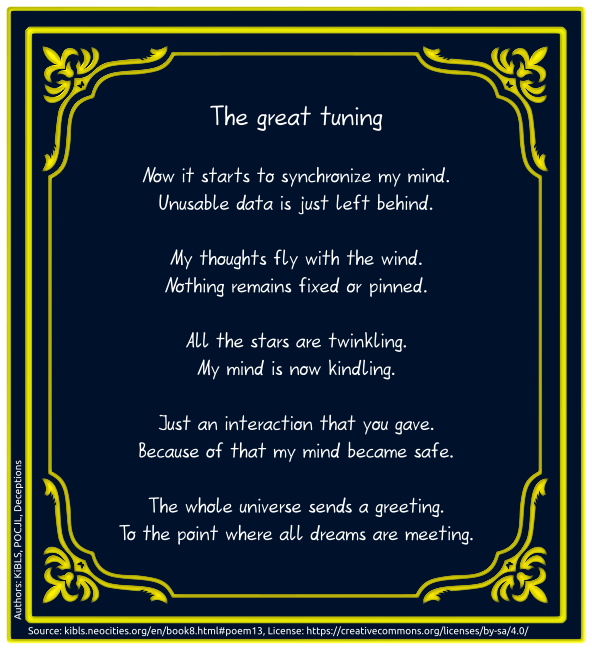 The great tuning
Now it starts to synchronize my mind.
Unusable data is just left behind.
My thoughts fly with the wind.
Nothing remains fixed or pinned.
All the stars are twinkling.
My mind is now kindling.
Just an interaction that you gave.
Because of that my mind became safe.
The whole universe sends a greeting.
To the point where all dreams are meeting.
Authors: KiBLS, POCJL, Deceptions
Source: kibls.neocities.org/en/book8.html#poem13, License: https://creativecommons.org/licenses/by-sa/4.0/